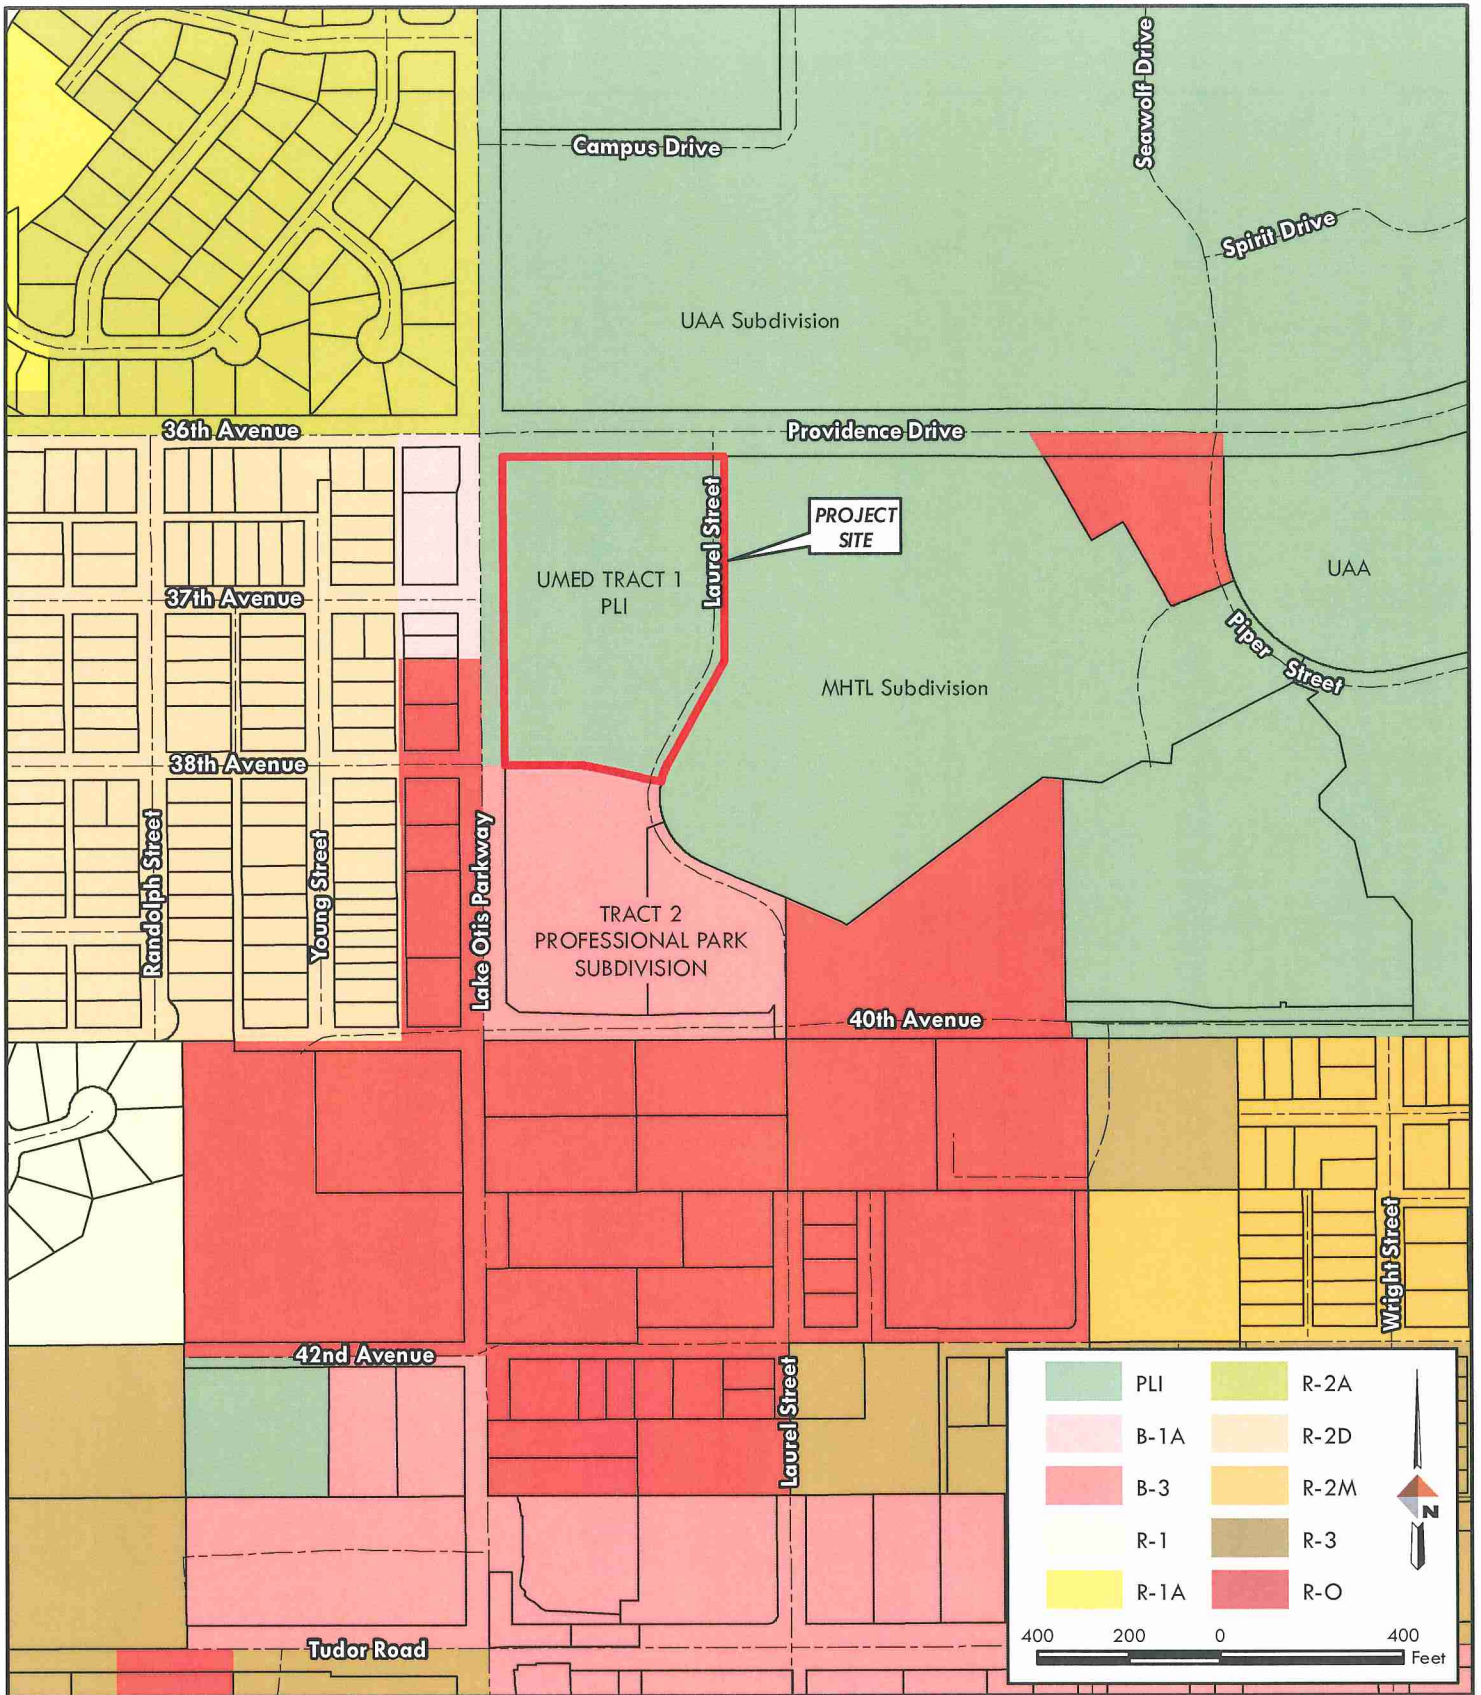 Seawolf Drive
Campus Drive
Spirit Drive
UAA Subdivision
36th Avenue
Providence Drive
Laurel Street
PROJECT
SITE
UMED TRACT 1
PLI
UAA
37th Avenue
Piper Street
MHTL Subdivision
38th Avenue
Randolph Street
Young Street
Lake Otis Parkway
TRACT 2
PROFESSIONAL PARK
SUBDIVISION
40th Avenue
Wright Street
42nd Avenue
Laurel Street
Tudor Road
PLI
B-1A
B-3
R-1
R-1A
R-2A
R-2D
R-2M
R-3
R-O
N
400 200 0 400
Feet